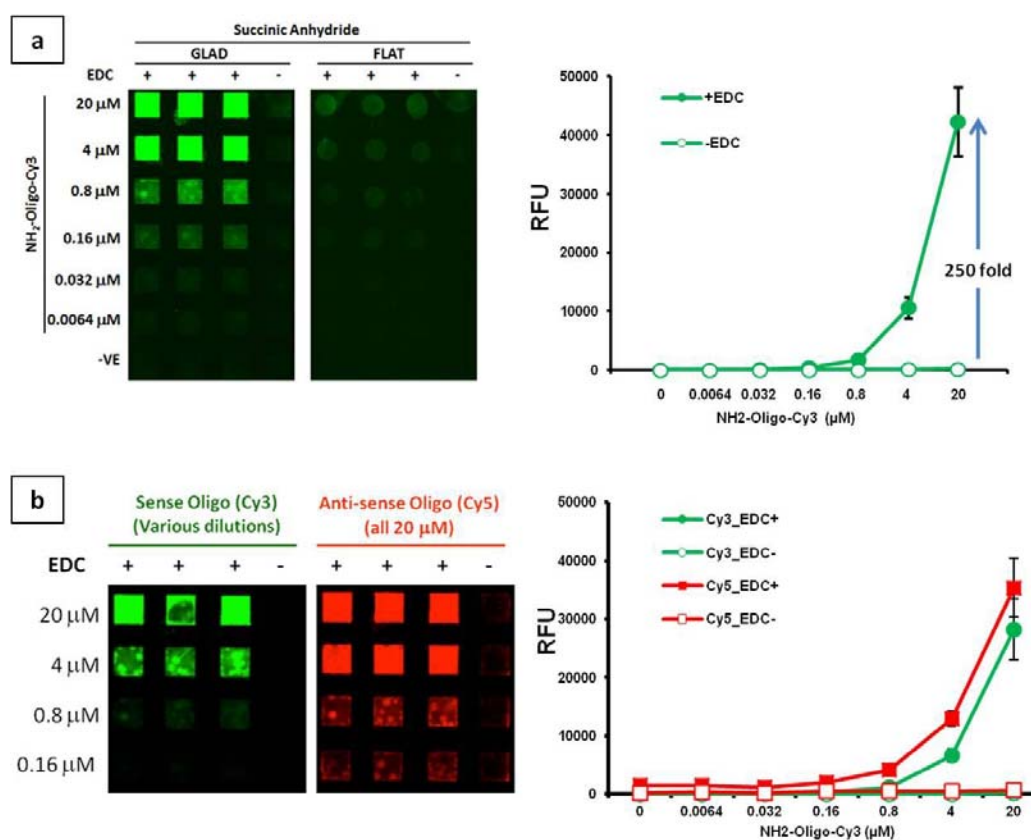 a
Succinic Anhydride
GLAD FLAT
EDC + + + - + + + -
NH₂-Oligo-Cy3
20 µM
4 µM
0.8 µM
0.16 µM
0.032 µM
0.0064 µM
-VE
RFU
50000
40000
30000
20000
10000
0
+EDC
-EDC
250 fold
0 0.0064 0.032 0.16 0.8 4 20
NH2-Oligo-Cy3 (µM)
b
Sense Oligo (Cy3)
(Various dilutions)
Anti-sense Oligo (Cy5)
(all 20 µM)
EDC + + + - + + + -
20 µM
4 µM
0.8 µM
0.16 µM
RFU
50000
40000
30000
20000
10000
0
Cy3_EDC+
Cy3_EDC-
Cy5_EDC+
Cy5_EDC-
0 0.0064 0.032 0.16 0.8 4 20
NH2-Oligo-Cy3 (µM)